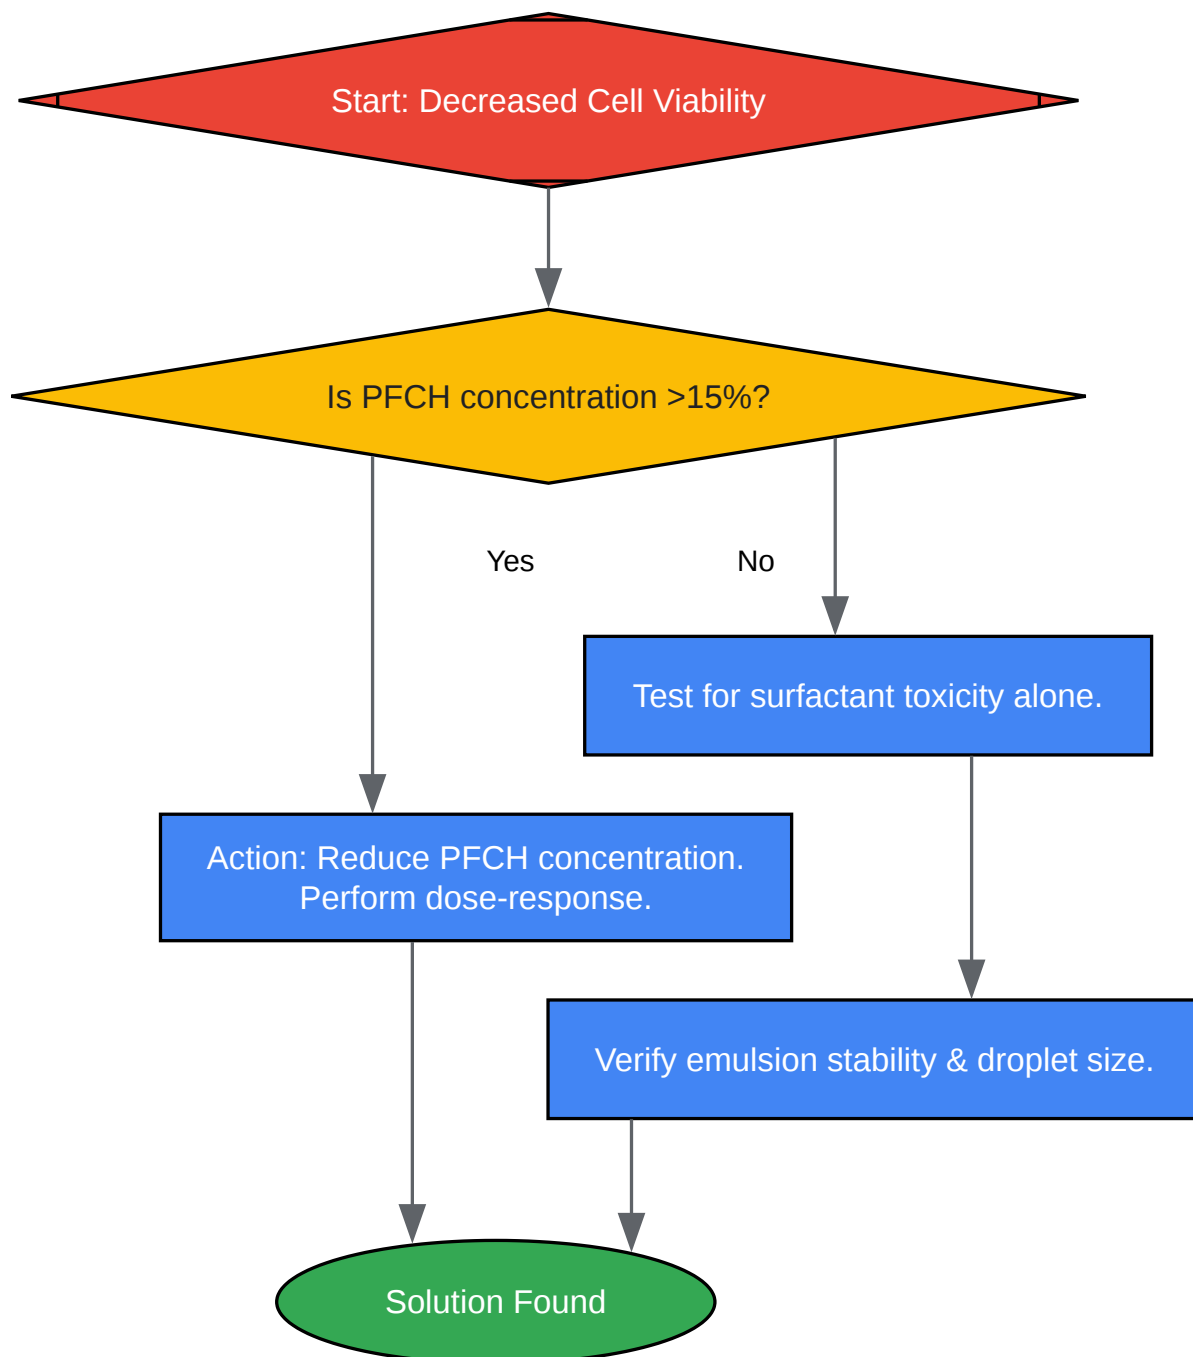 Start: Decreased Cell Viability
Is PFCH concentration >15%?
Yes
No
Test for surfactant toxicity alone.
Action: Reduce PFCH concentration.
Perform dose-response.
Verify emulsion stability & droplet size.
Solution Found